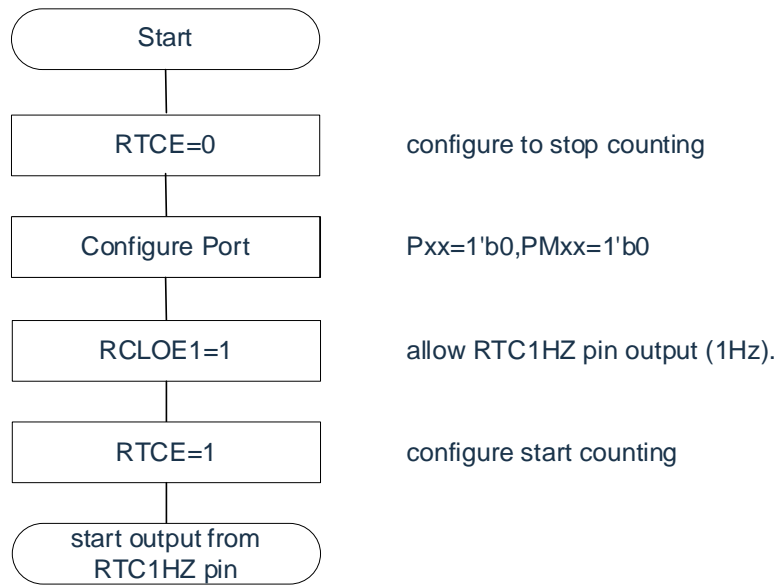 Start
RTCE=0
configure to stop counting
Configure Port
Pxx=1'b0,PMxx=1'b0
RCLOE1=1
allow RTC1HZ pin output (1Hz).
RTCE=1
configure start counting
start output from
RTC1HZ pin